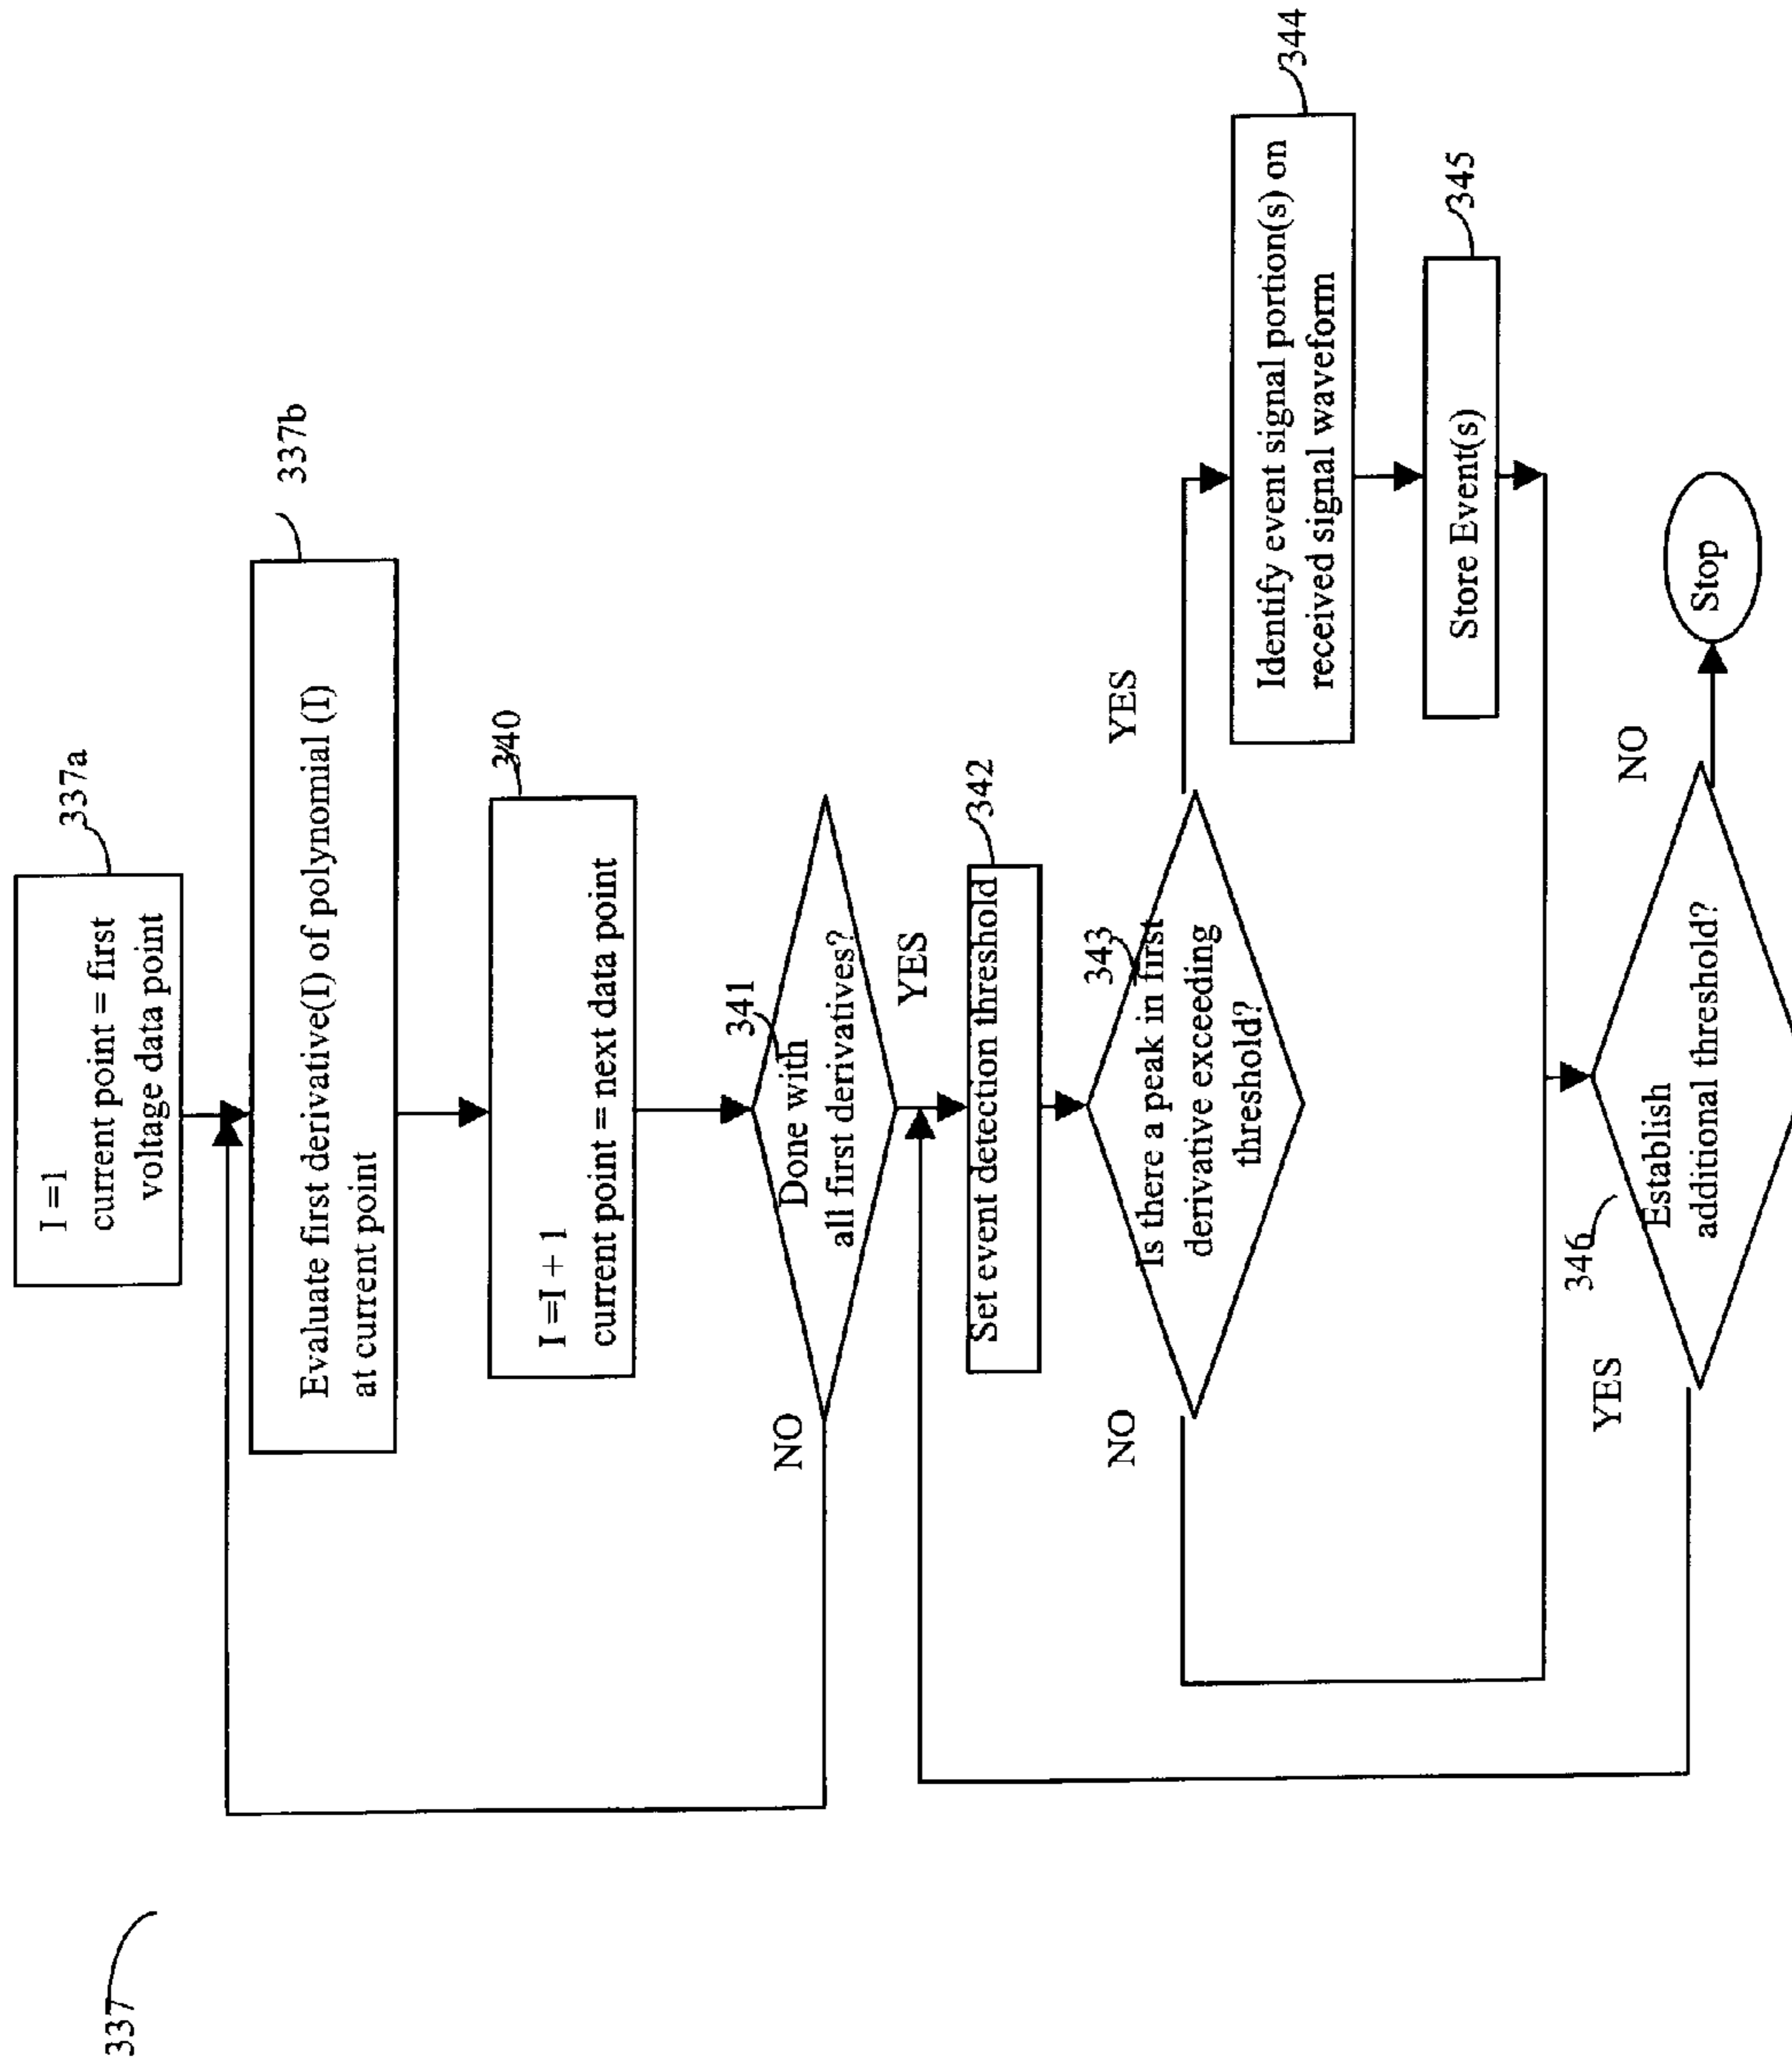 337
337a
I =1
current point = first
voltage data point
337b
Evaluate first derivative(I) of polynomial (I)
at current point
340
I =I + 1
current point = next data point
341
Done with
all first derivatives?
NO
YES
342
Set event detection threshold
343
Is there a peak in first
derivative exceeding
threshold?
NO
YES
344
Identify event signal portion(s) on
received signal waveform
345
Store Event(s)
346
Establish
additional threshold?
YES
NO
Stop